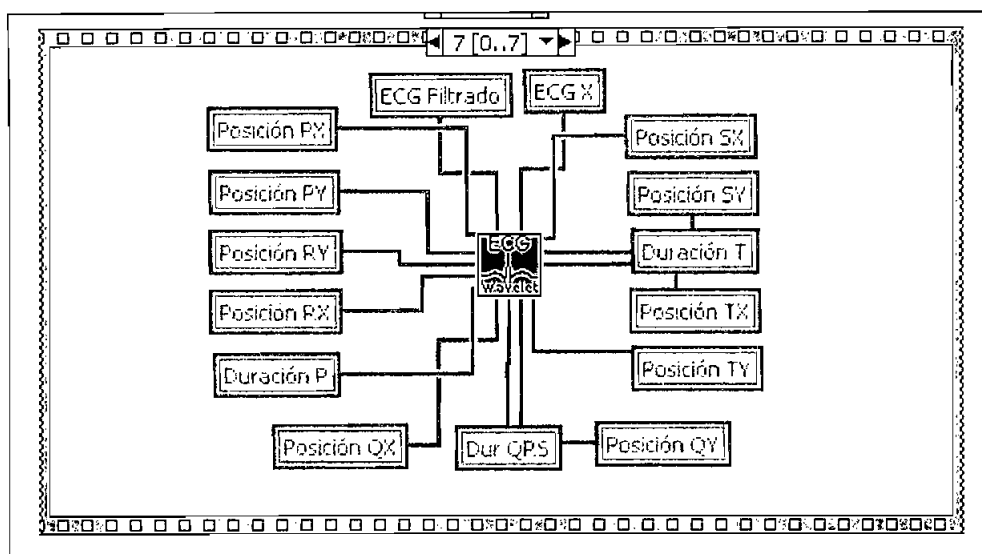 7 [0..7]
ECG Filtrado
ECG X
Posición PX
Posición SX
Posición PY
Posición SY
Posición RY
Duración T
ECG
wavelet
Posición RX
Posición TX
Duración P
Posición TY
Posición QX
Dur QRS
Posición QY